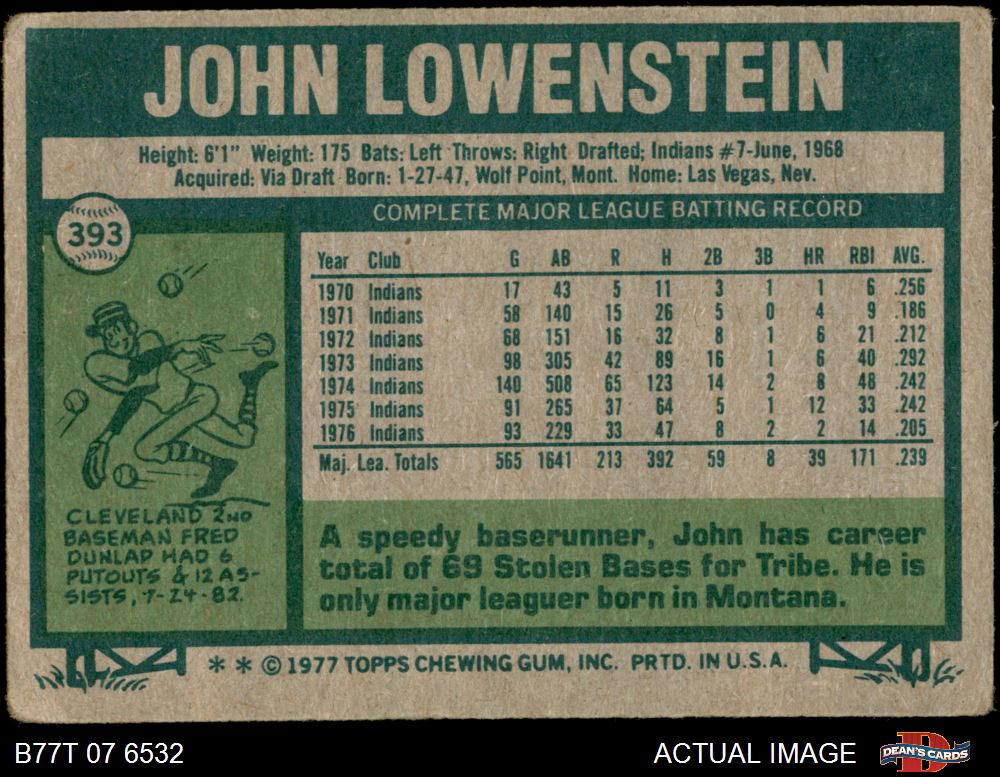 JOHN LOWENSTEIN
Height: 6'1" Weight: 175 Bats: Left Throws: Right Drafted; Indians #7-June, 1968
Acquired: Via Draft Born: 1-27-47, Wolf Point, Mont. Home: Las Vegas, Nev.
393
COMPLETE MAJOR LEAGUE BATTING RECORD
Year Club G AB R H 2B 3B HR RBI AVG.
1970 Indians 17 43 5 11 3 1 1 6 .256
1971 Indians 58 140 15 26 5 0 4 9 .186
1972 Indians 68 151 16 32 8 1 6 21 .212
1973 Indians 98 305 42 89 16 1 6 40 .292
1974 Indians 140 508 65 123 14 2 8 48 .242
1975 Indians 91 265 37 64 5 1 12 33 .242
1976 Indians 93 229 33 47 8 2 2 14 .205
Maj. Lea. Totals 565 1641 213 392 59 8 39 171 .239
CLEVELAND 2ND
BASEMAN FRED
DUNLAP HAD 6
PUTOUTS & 12 AS-
SISTS, 7-24-82.
A speedy baserunner, John has career
total of 69 Stolen Bases for Tribe. He is
only major leaguer born in Montana.
** © 1977 TOPPS CHEWING GUM, INC. PRTD. IN U.S.A.
B77T 07 6532
ACTUAL IMAGE
DEAN'S CARDS